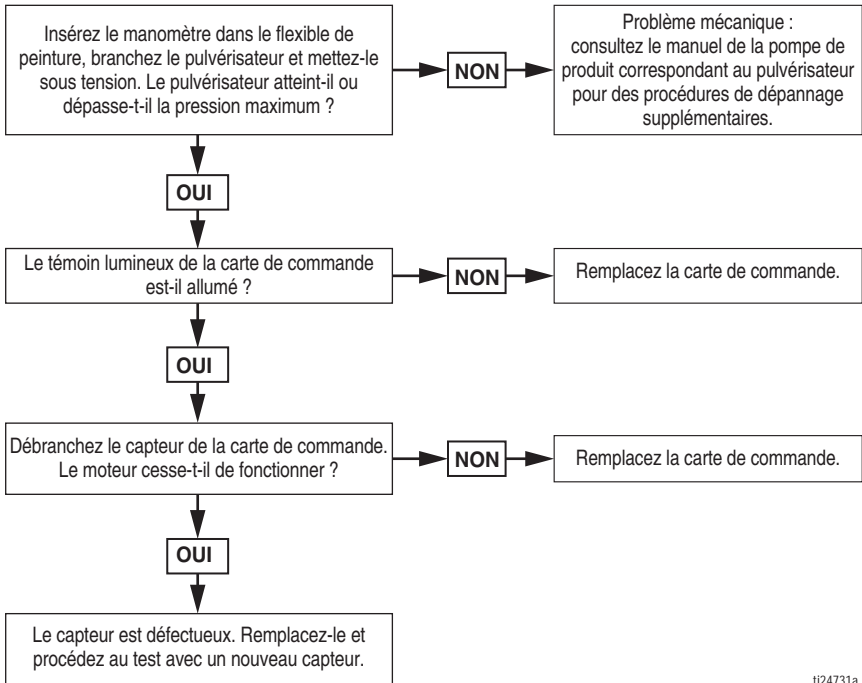 Insérez le manomètre dans le flexible de
peinture, branchez le pulvérisateur et mettez-le
sous tension. Le pulvérisateur atteint-il ou
dépasse-t-il la pression maximum ?
NON
Problème mécanique :
consultez le manuel de la pompe de
produit correspondant au pulvérisateur
pour des procédures de dépannage
supplémentaires.
OUI
Le témoin lumineux de la carte de commande
est-il allumé ?
NON
Remplacez la carte de commande.
OUI
Débranchez le capteur de la carte de commande.
Le moteur cesse-t-il de fonctionner ?
NON
Remplacez la carte de commande.
OUI
Le capteur est défectueux. Remplacez-le et
procédez au test avec un nouveau capteur.
ti24731a